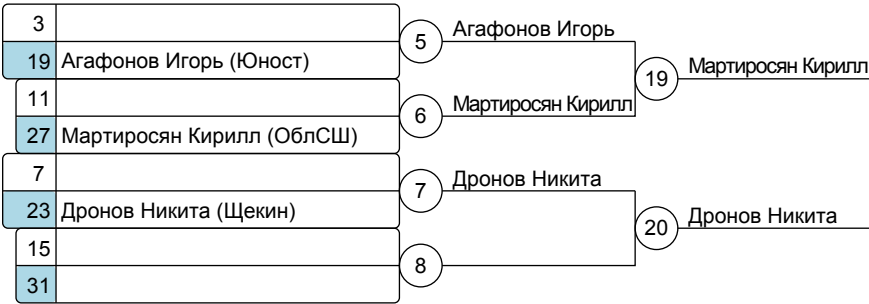 3
19 Агафонов Игорь (Юност)
11
27 Мартиросян Кирилл (ОблСШ)
7
23 Дронов Никита (Щекин)
15
31
5 Агафонов Игорь
6 Мартиросян Кирилл
7 Дронов Никита
8
19 Мартиросян Кирилл
20 Дронов Никита